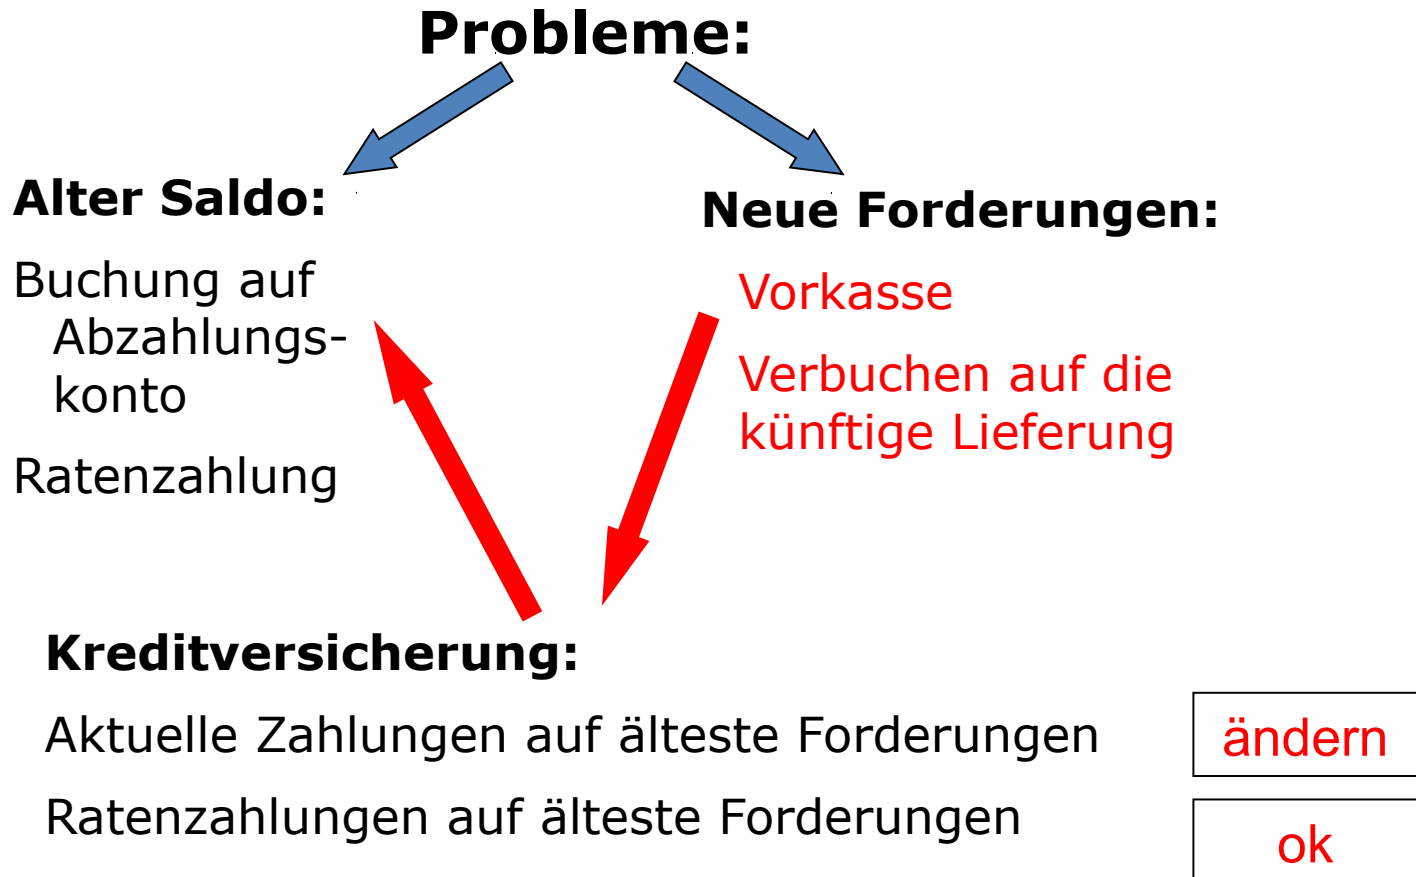 Probleme:
Alter Saldo:
Buchung auf
Abzahlungs-
konto
Ratenzahlung
Neue Forderungen:
Vorkasse
Verbuchen auf die
künftige Lieferung
Kreditversicherung:
Aktuelle Zahlungen auf älteste Forderungen
ändern
Ratenzahlungen auf älteste Forderungen
ok